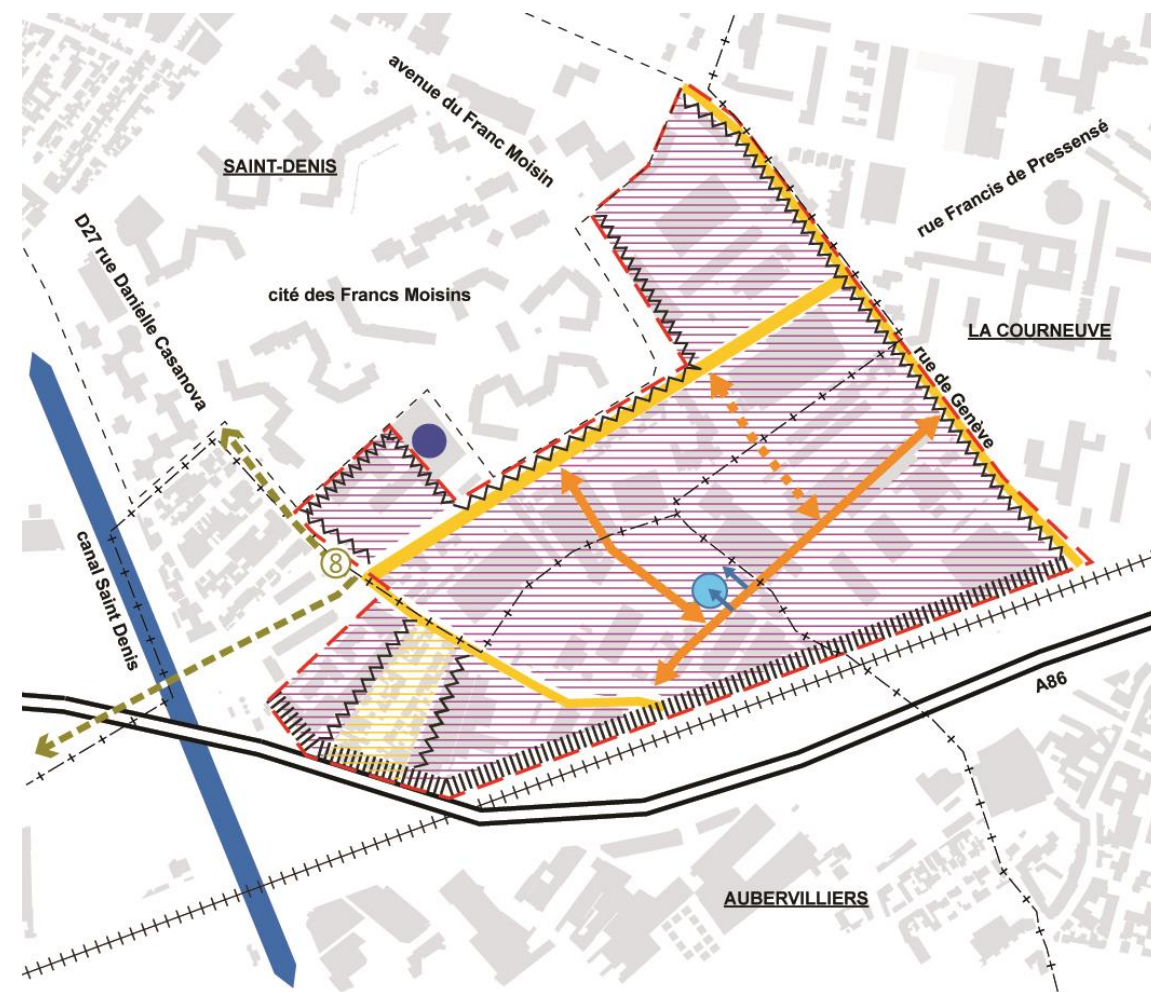 avenue du Franc Moisin
SAINT-DENIS
rue Francis de Pressensé
D27 rue Danielle Casanova
cité des Francs Moisins
LA COURNEUVE
rue de Genève
8
canal Saint Denis
A86
AUBERVILLIERS